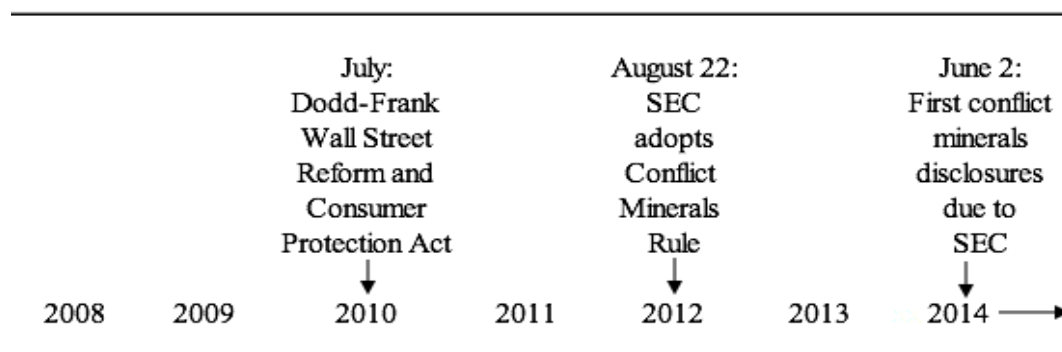 July:
Dodd-Frank
Wall Street
Reform and
Consumer
Protection Act
August 22:
SEC
adopts
Conflict
Minerals
Rule
June 2:
First conflict
minerals
disclosures
due to
SEC
2008 2009 2010 2011 2012 2013 2014